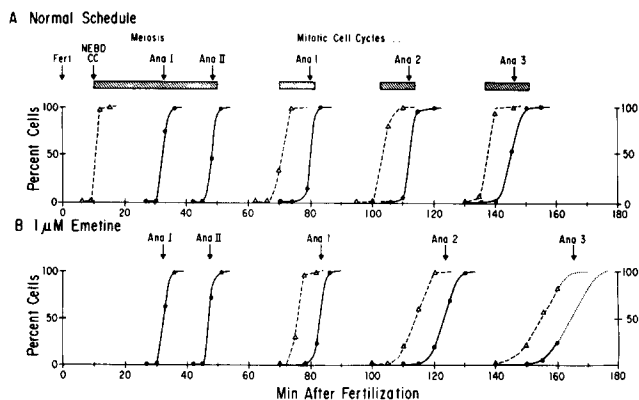 A Normal Schedule
Meiosis
Mitotic Cell Cycles ..
Fert
NEBD
CC
Ana I
Ana II
Ana 1
Ana 2
Ana 3
Percent Cells
100
50
0
100
50
0
0 20 40 60 80 100 120 140 160 180
B 1μM Emetine
Ana I
Ana II
Ana 1
Ana 2
Ana 3
Percent Cells
100
50
0
100
50
0 20 40 60 80 100 120 140 160 180
Min After Fertilization